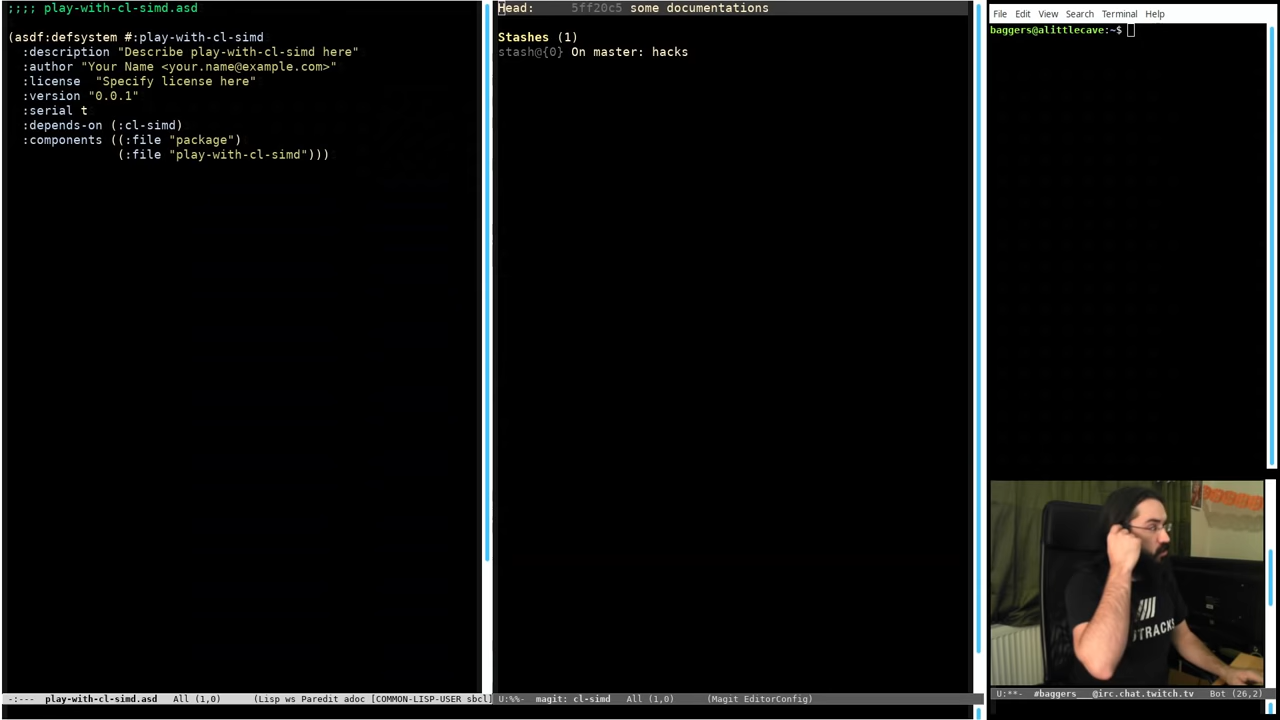 ;;;; play-with-cl-simd.asd
(asdf:defsystem #:play-with-cl-simd
  :description "Describe play-with-cl-simd here"
  :author "Your Name <your.name@example.com>"
  :license  "Specify license here"
  :version "0.0.1"
  :serial t
  :depends-on (:cl-simd)
  :components ((:file "package")
               (:file "play-with-cl-simd")))
-:---  play-with-cl-simd.asd   All (1,0)    (Lisp ws Paredit adoc [COMMON-LISP-USER sbcl]
Head:     5ff20c5 some documentations
Stashes (1)
stash@{0} On master: hacks
U:%%-  magit: cl-simd   All (1,0)    (Magit EditorConfig)
File Edit View Search Terminal Help
baggers@alittlecave:~$
TRACKS
U:**-  #baggers___@irc.chat.twitch.tv   Bot (26,2)